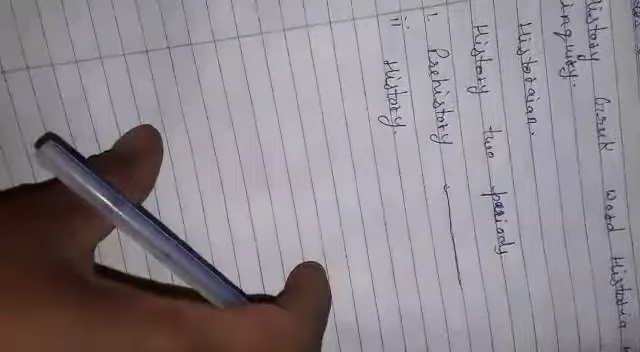 History Greek word Historia
inquiry.
Historian.
History two periods
i. Prehistory
ii History.